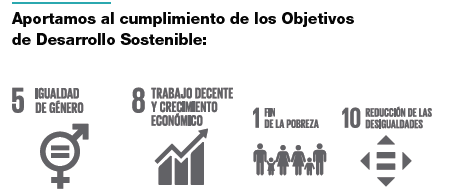 Aportamos al cumplimiento de los Objetivos
de Desarrollo Sostenible:
5 IGUALDAD
DE GÉNERO
8 TRABAJO DECENTE
Y CRECIMIENTO
ECONÓMICO
1 FIN
DE LA POBREZA
10 REDUCCIÓN DE LAS
DESIGUALDADES